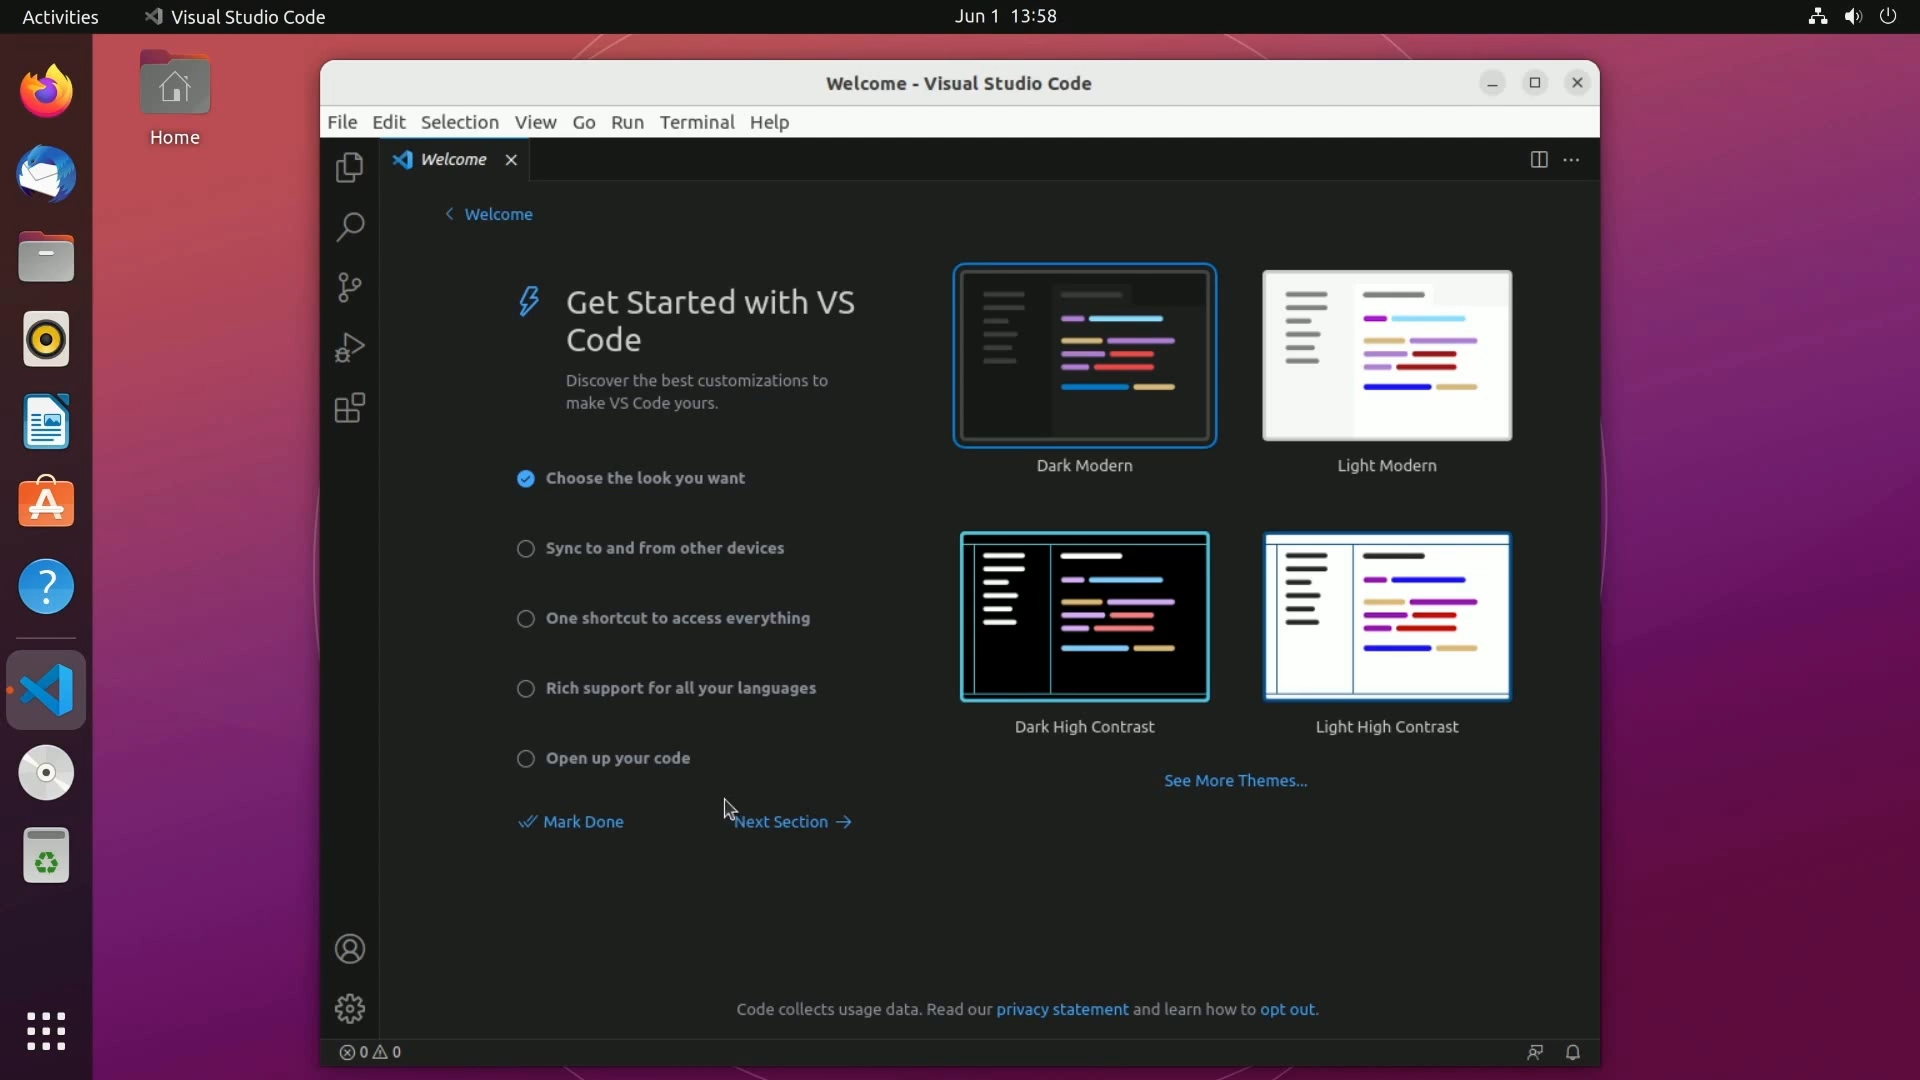 Activities
Visual Studio Code
Jun 1 13:58
Home
Welcome - Visual Studio Code
File Edit Selection View Go Run Terminal Help
Welcome
Welcome
Get Started with VS
Code
Discover the best customizations to
make VS Code yours.
Choose the look you want
Sync to and from other devices
One shortcut to access everything
Rich support for all your languages
Open up your code
Mark Done
Next Section
Dark Modern
Light Modern
Dark High Contrast
Light High Contrast
See More Themes...
Code collects usage data. Read our privacy statement and learn how to opt out.
0 0